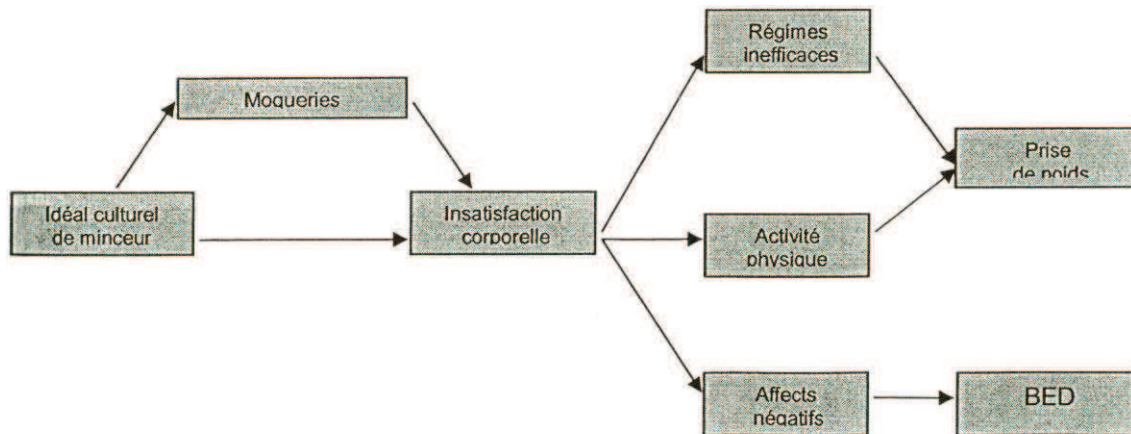 Régimes
inefficaces
Moqueries
Prise
de poids
Idéal culturel
de minceur
Insatisfaction
corporelle
Activité
physique
Affects
négatifs
BED